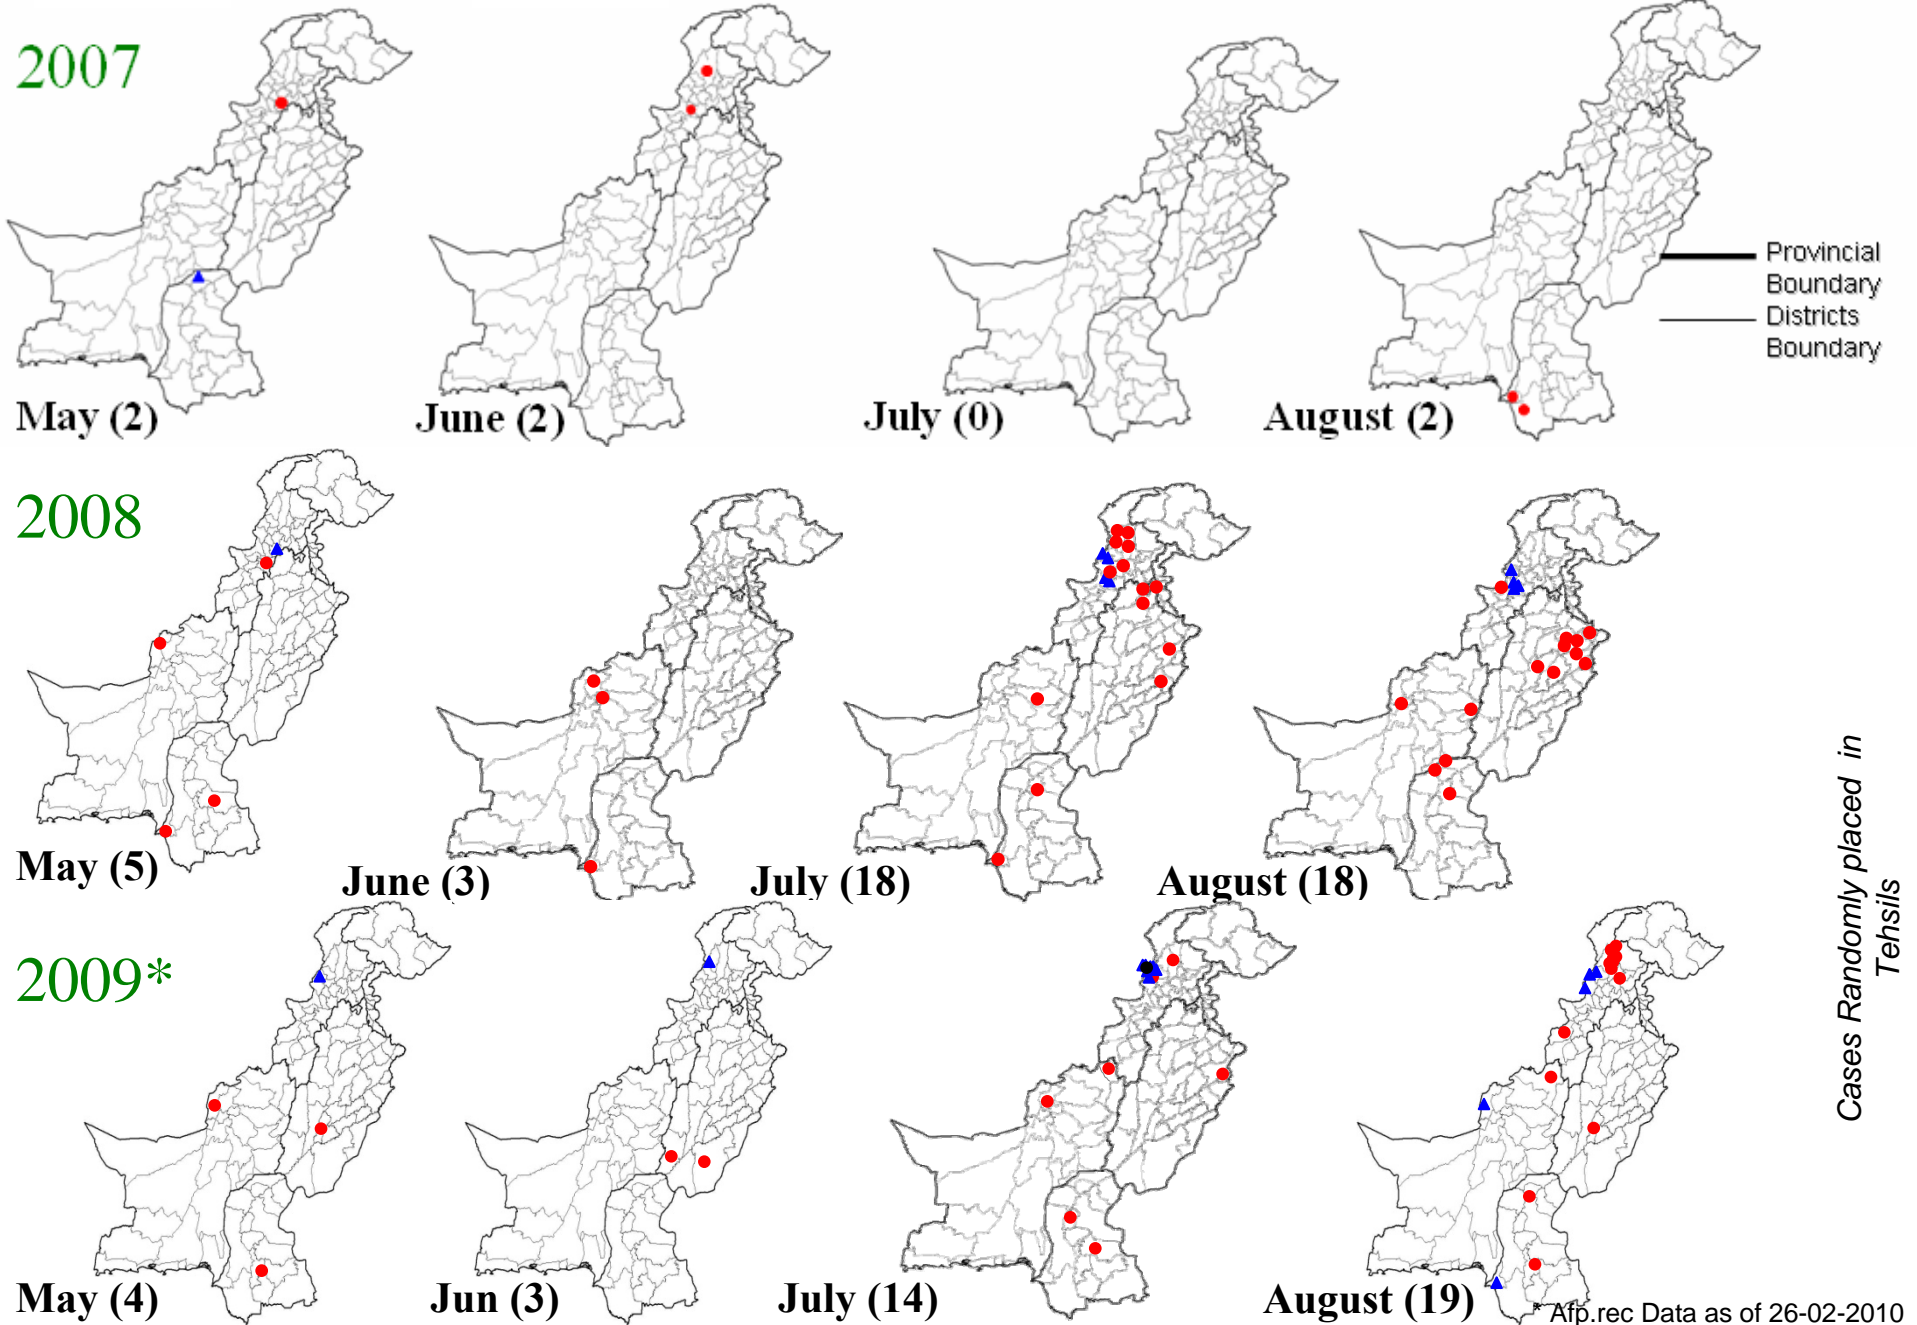 2007
Provincial
Boundary
Districts
Boundary
May (2)
June (2)
July (0)
August (2)
2008
May (5)
June (3)
July (18)
August (18)
Cases Randomly placed in
Tehsils
2009*
May (4)
Jun (3)
July (14)
August (19)
* Afp.rec Data as of 26-02-2010